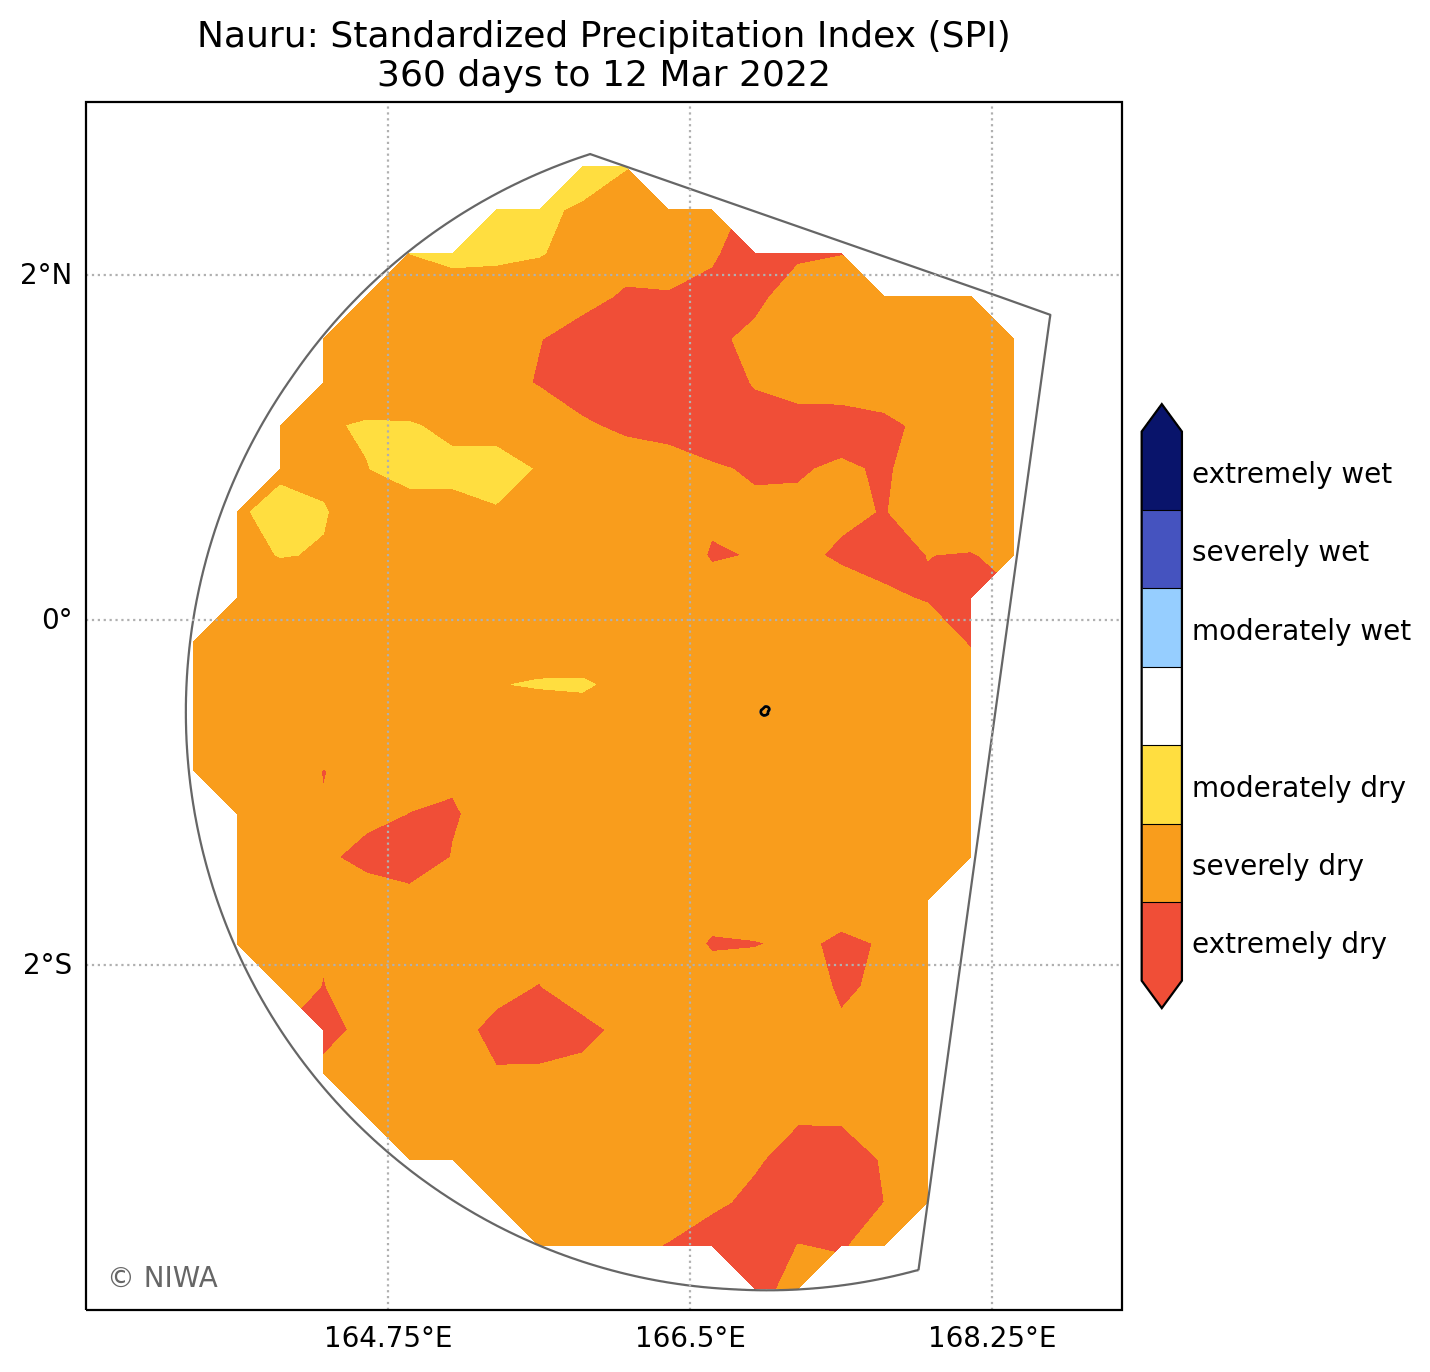 Nauru: Standardized Precipitation Index (SPI)
360 days to 12 Mar 2022
2°N
0°
2°S
164.75°E
166.5°E
168.25°E
extremely wet
severely wet
moderately wet
moderately dry
severely dry
extremely dry
© NIWA